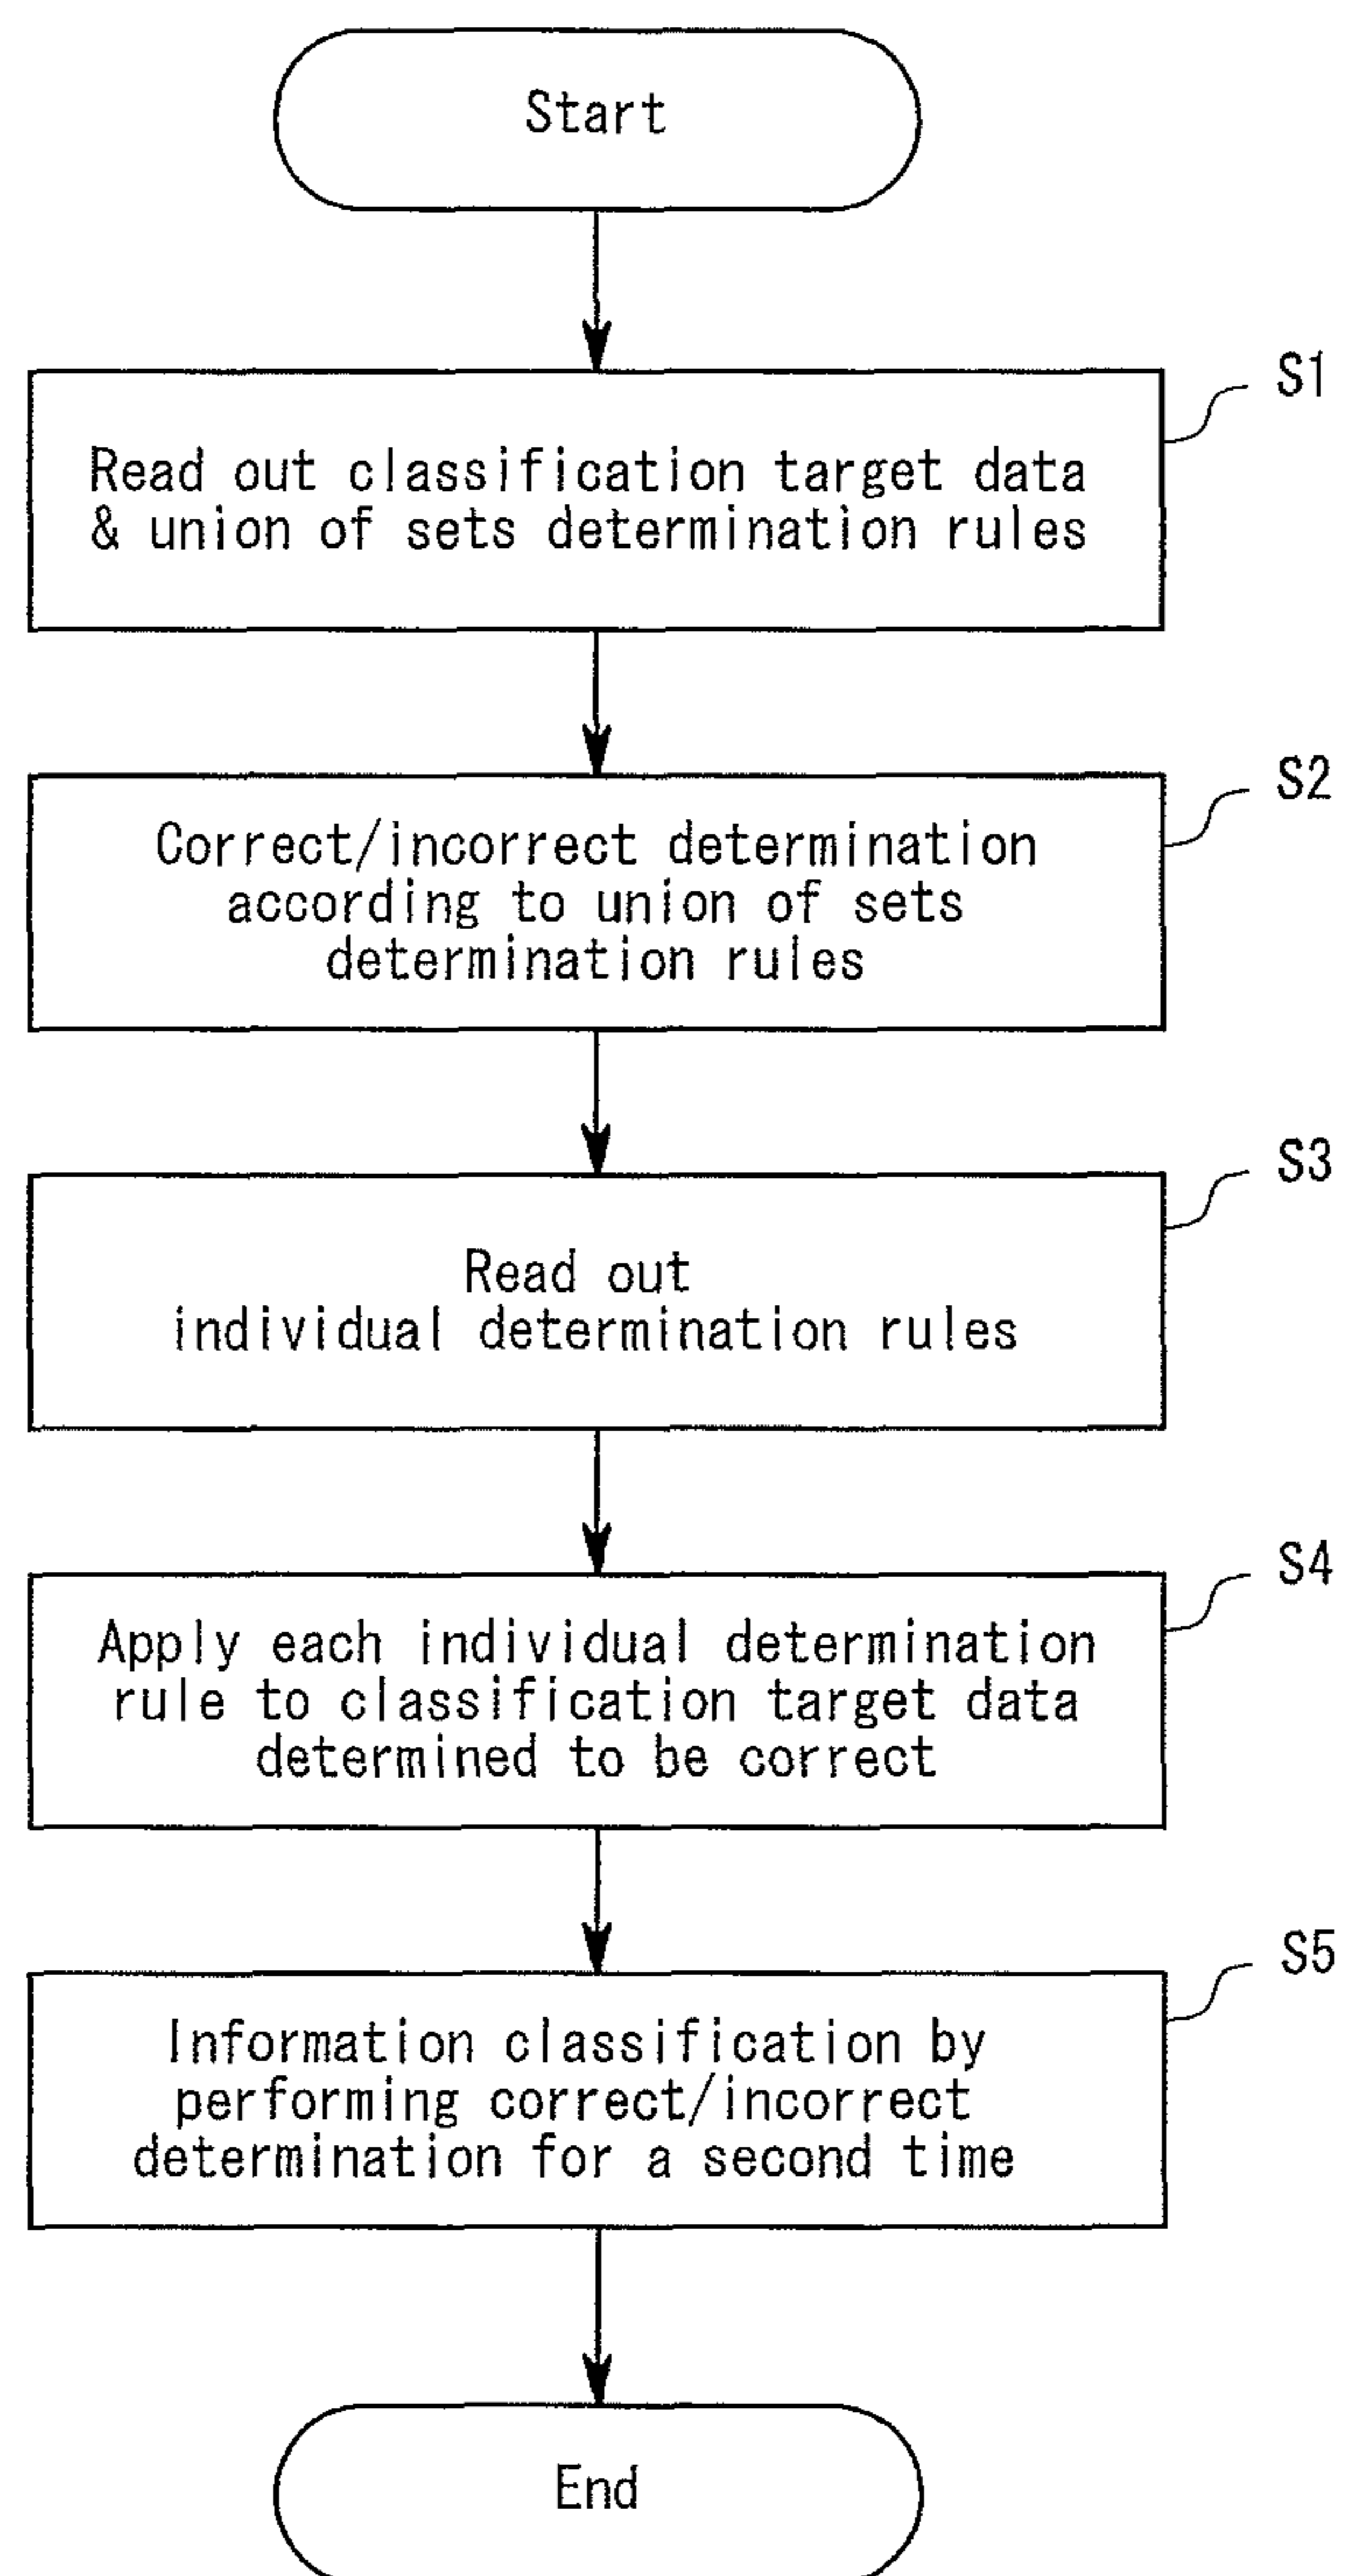 Start
S1
Read out classification target data
& union of sets determination rules
S2
Correct/incorrect determination
according to union of sets
determination rules
S3
Read out
individual determination rules
S4
Apply each individual determination
rule to classification target data
determined to be correct
S5
Information classification by
performing correct/incorrect
determination for a second time
End